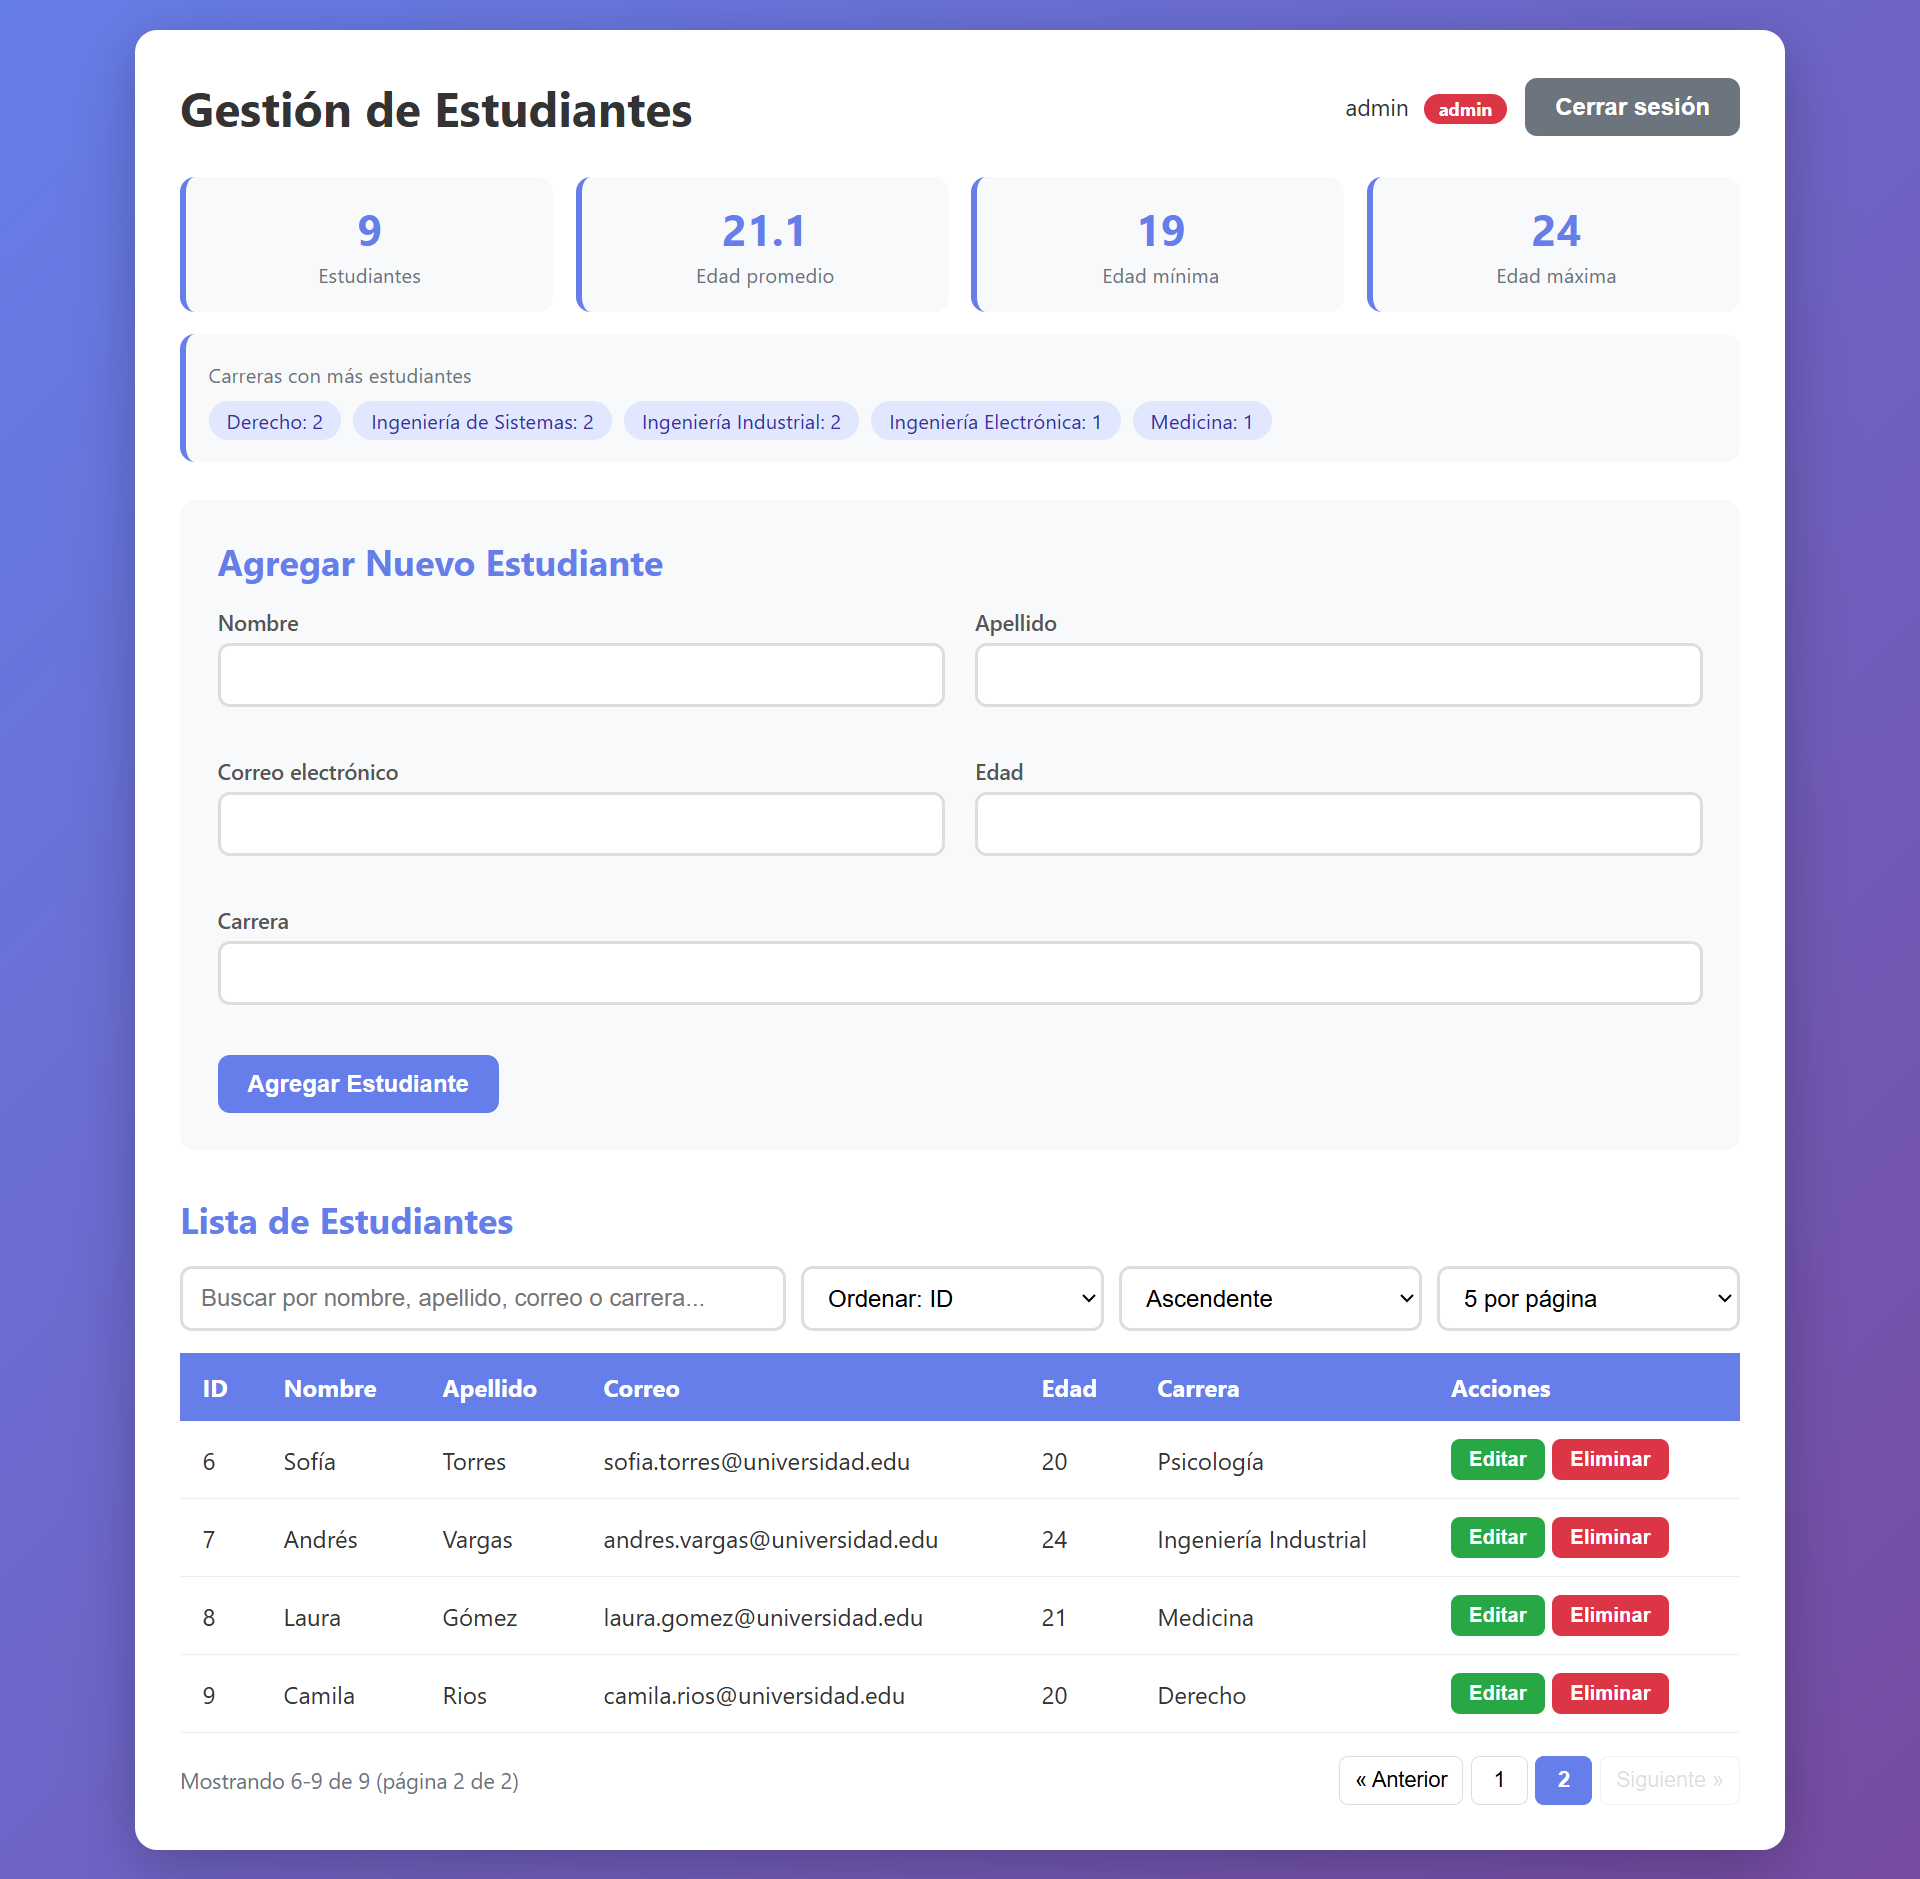 Gestión de Estudiantes
admin admin Cerrar sesión
9 21.1 19 24
Estudiantes Edad promedio Edad mínima Edad máxima
Carreras con más estudiantes
Derecho: 2 Ingeniería de Sistemas: 2 Ingeniería Industrial: 2 Ingeniería Electrónica: 1 Medicina: 1
Agregar Nuevo Estudiante
Nombre Apellido
Correo electrónico Edad
Carrera
Agregar Estudiante
Lista de Estudiantes
Buscar por nombre, apellido, correo o carrera... Ordenar: ID Ascendente 5 por página
ID Nombre Apellido Correo Edad Carrera Acciones
6 Sofía Torres sofia.torres@universidad.edu 20 Psicología Editar Eliminar
7 Andrés Vargas andres.vargas@universidad.edu 24 Ingeniería Industrial Editar Eliminar
8 Laura Gómez laura.gomez@universidad.edu 21 Medicina Editar Eliminar
9 Camila Rios camila.rios@universidad.edu 20 Derecho Editar Eliminar
Mostrando 6-9 de 9 (página 2 de 2) « Anterior 1 2 Siguiente »